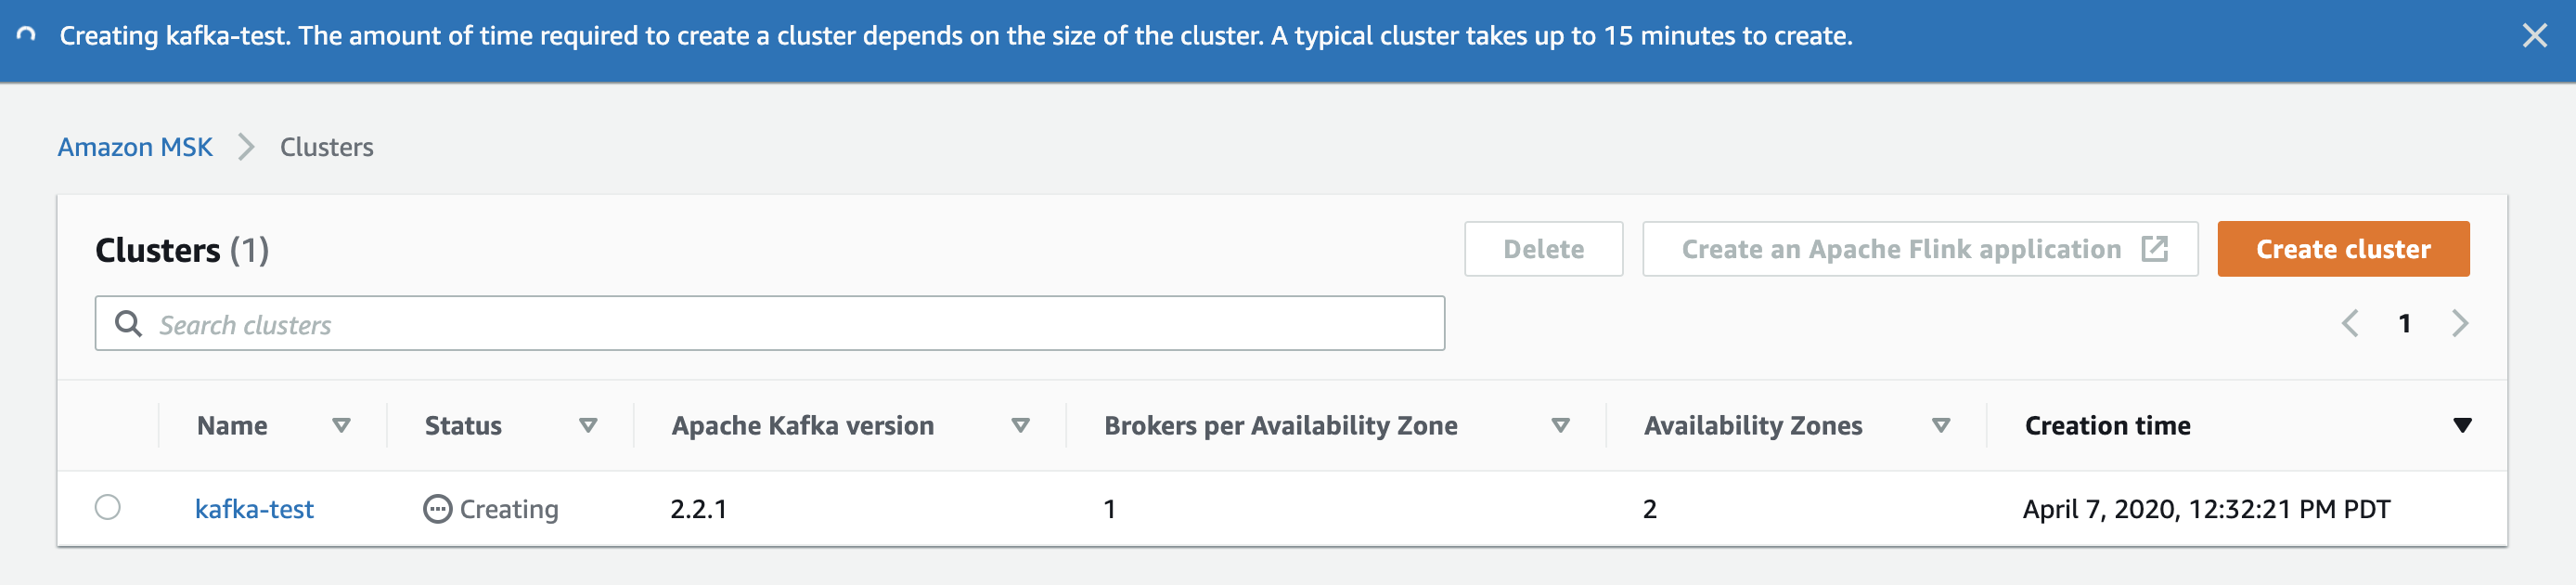 Creating kafka-test. The amount of time required to create a cluster depends on the size of the cluster. A typical cluster takes up to 15 minutes to create.
Amazon MSK Clusters
Clusters (1) Delete Create an Apache Flink application Create cluster
Search clusters 1
Name Status Apache Kafka version Brokers per Availability Zone Availability Zones Creation time
kafka-test Creating 2.2.1 1 2 April 7, 2020, 12:32:21 PM PDT